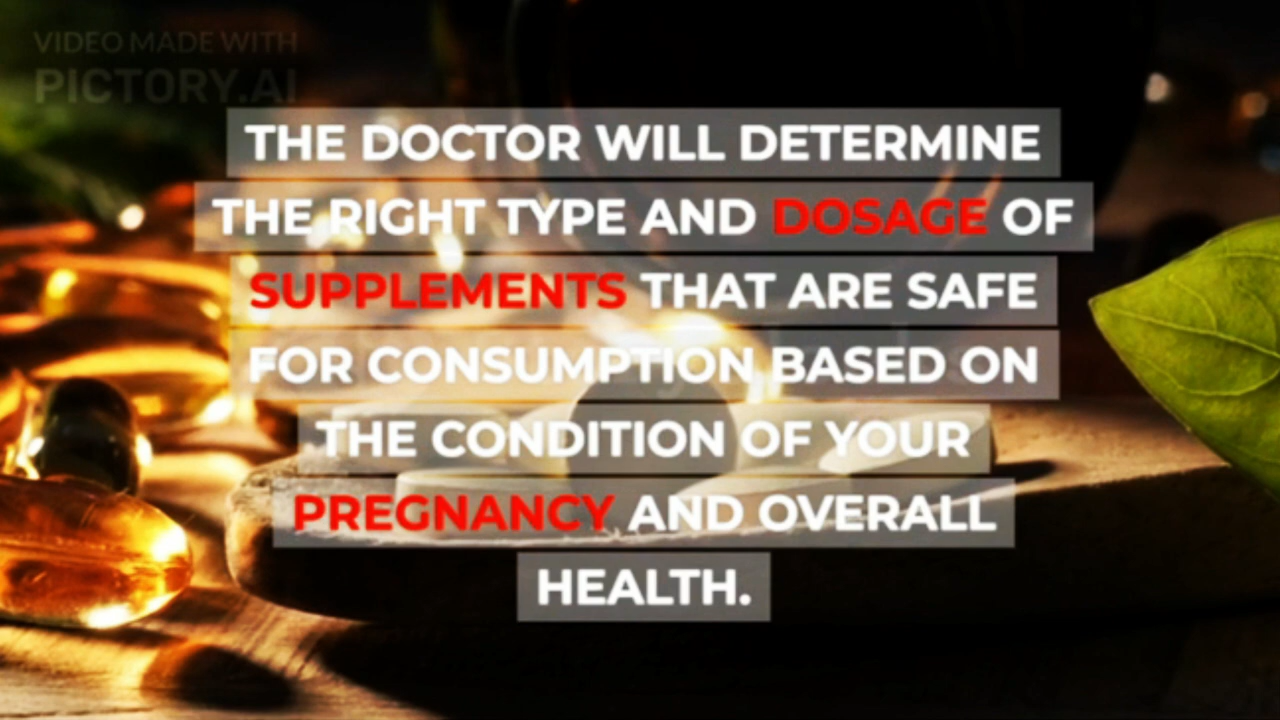 VIDEO MADE WITH
PICTORY.AI
THE DOCTOR WILL DETERMINE
THE RIGHT TYPE AND DOSAGE OF
SUPPLEMENTS THAT ARE SAFE
FOR CONSUMPTION BASED ON
THE CONDITION OF YOUR
PREGNANCY AND OVERALL
HEALTH.